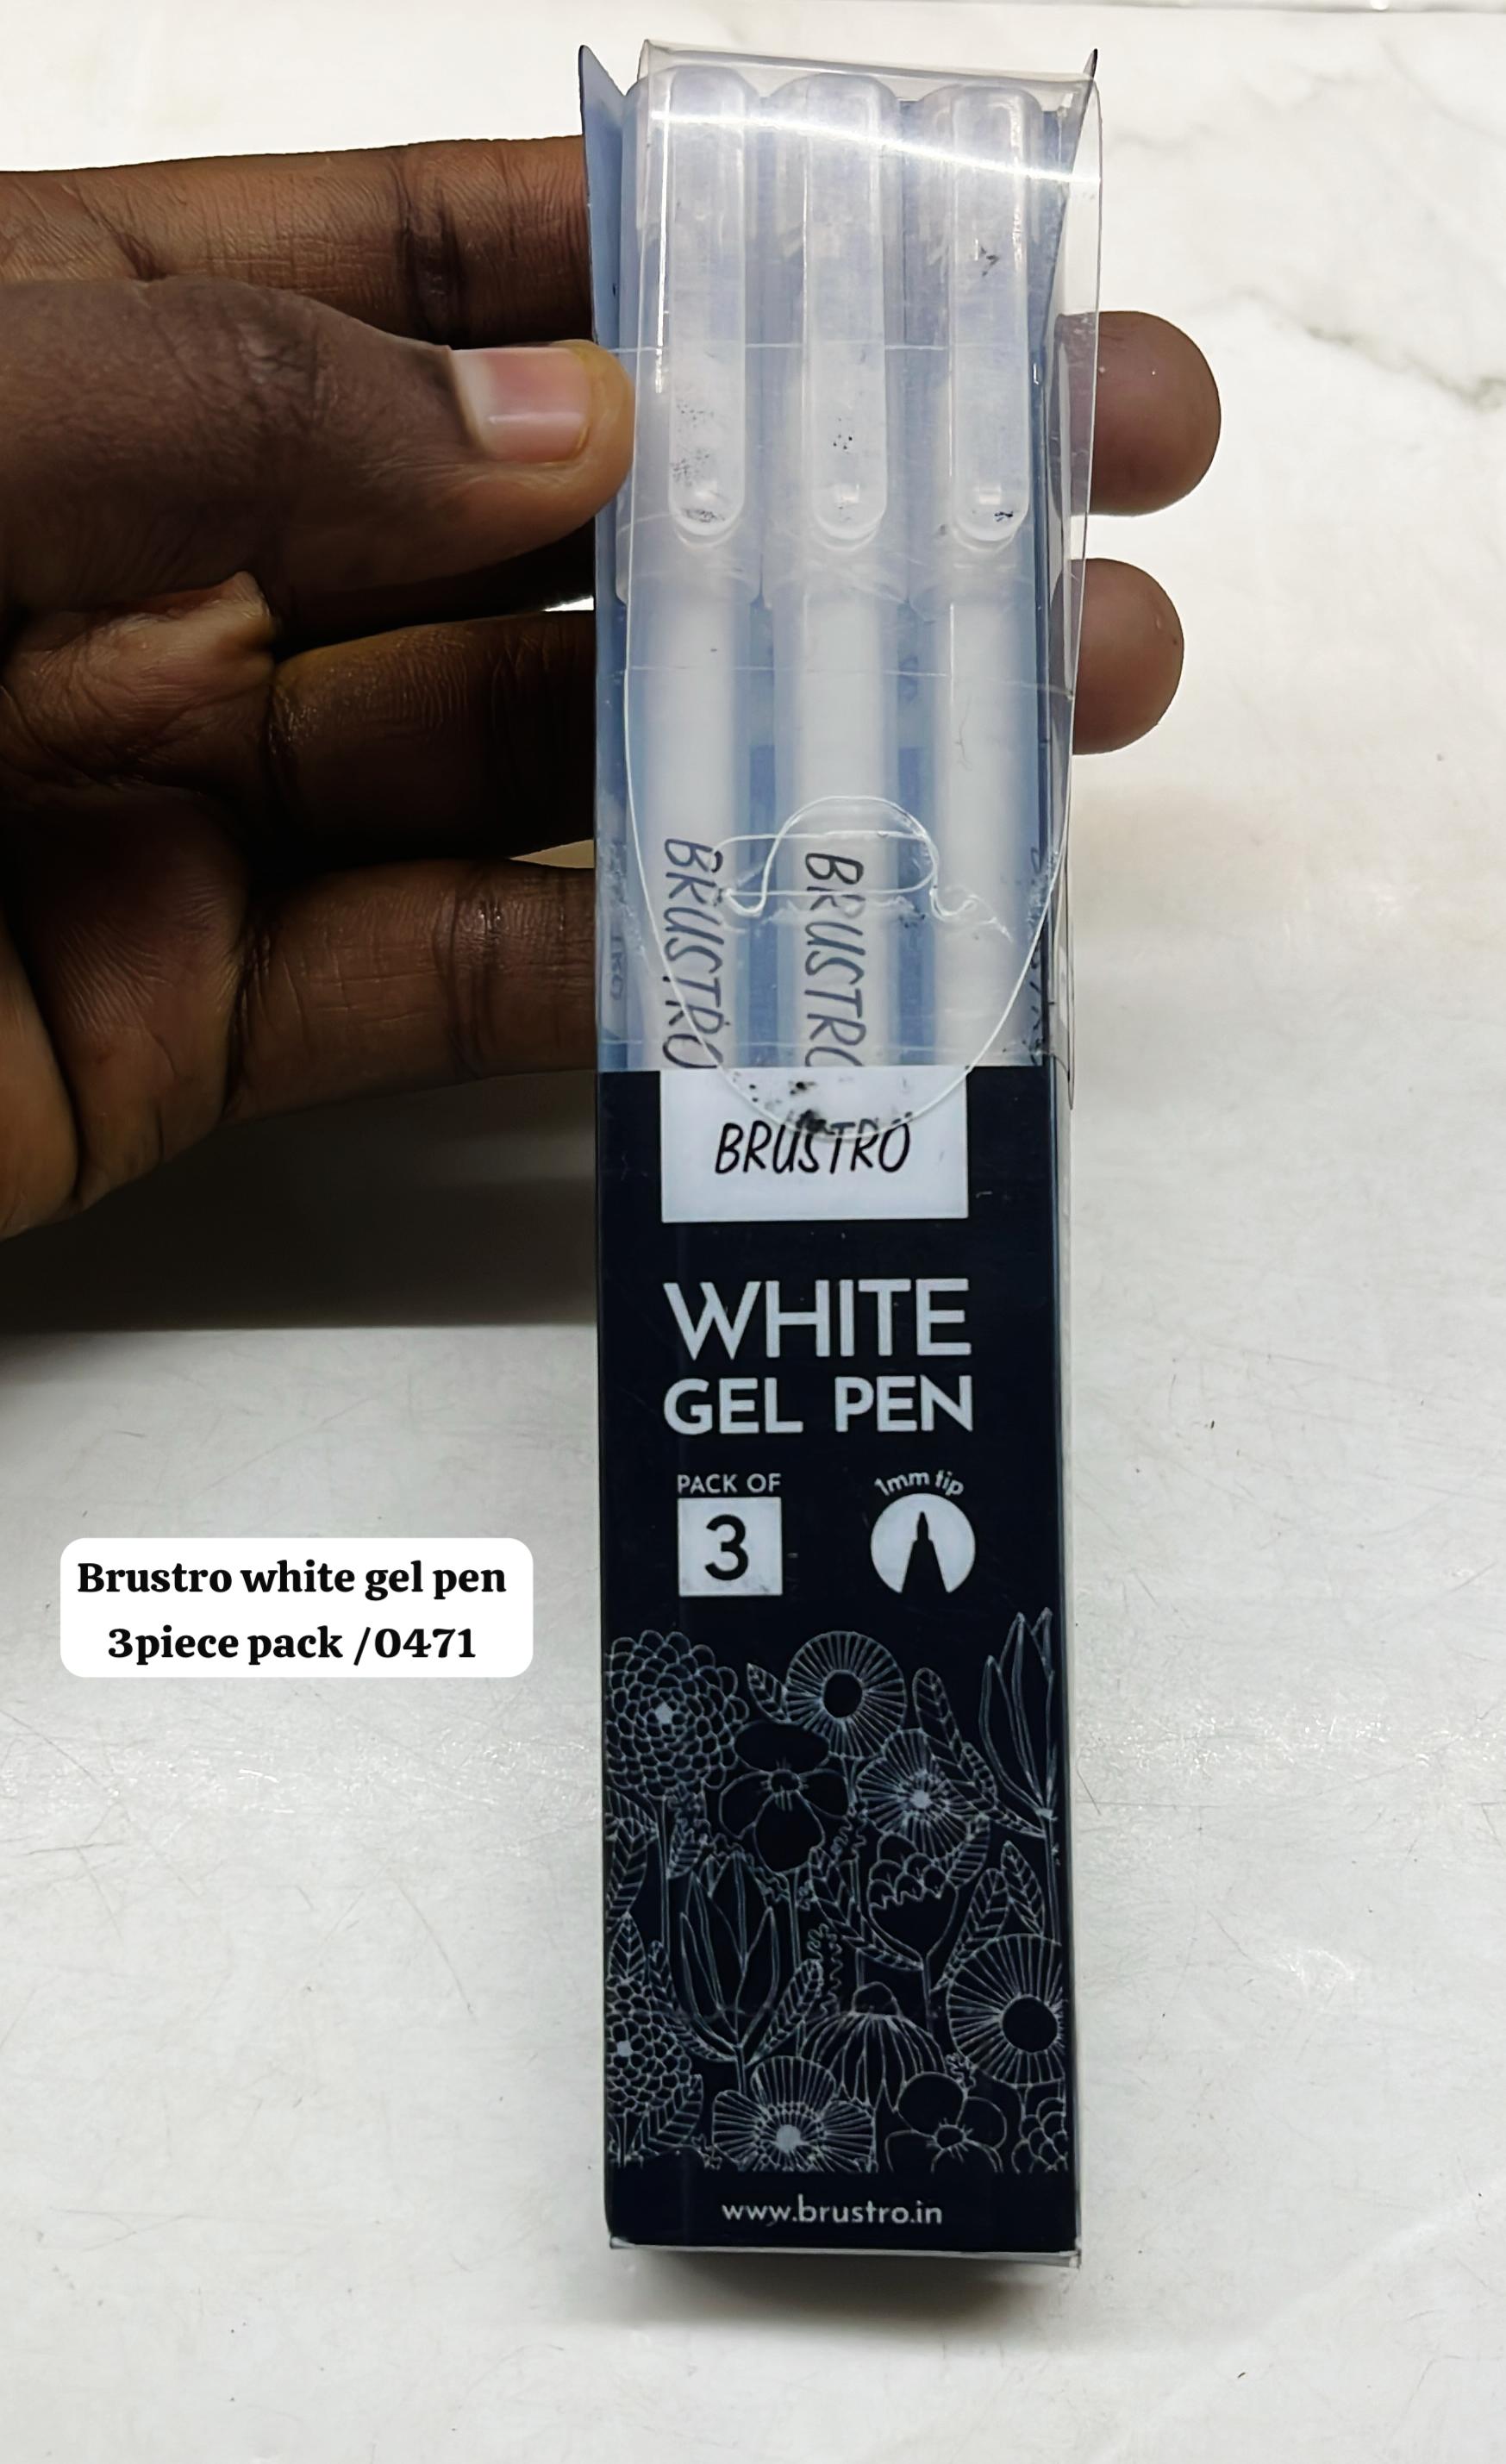 BRUSTRO
BRUSTRO
BRUSTRO
WHITE
GEL PEN
PACK OF
3
1mm tip
Brustro white gel pen
3piece pack /0471
www.brustro.in